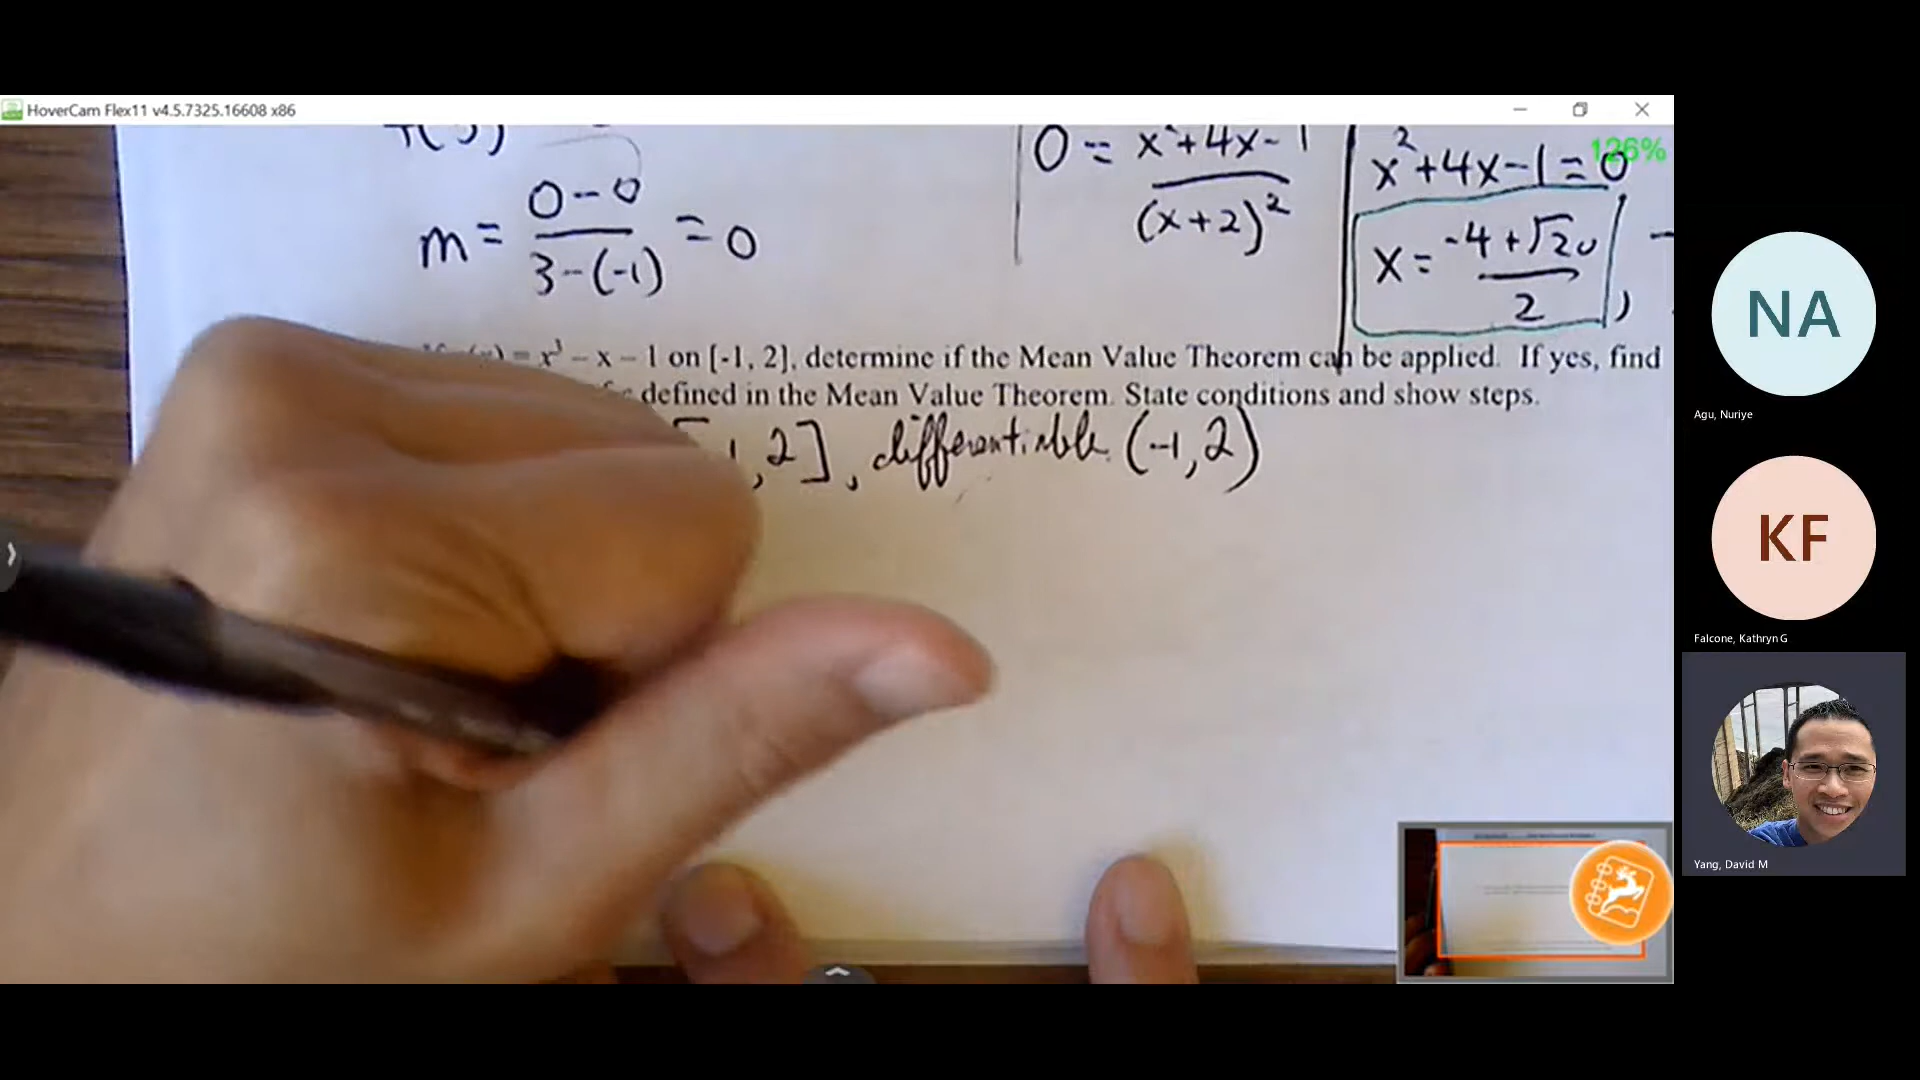 HoverCam Flex11 v4.5.7325.16608 x86
126%
0 = x²+4x-1
(x+2)²
x²+4x-1=0
m = 0-0 = 0
3-(-1)
x = -4+√20 ,
2
= x³ – x – 1 on [-1, 2], determine if the Mean Value Theorem can be applied. If yes, find
defined in the Mean Value Theorem. State conditions and show steps.
1,2], differentiable (-1,2)
NA
Agu, Nuriye
KF
Falcone, Kathryn G
Yang, David M